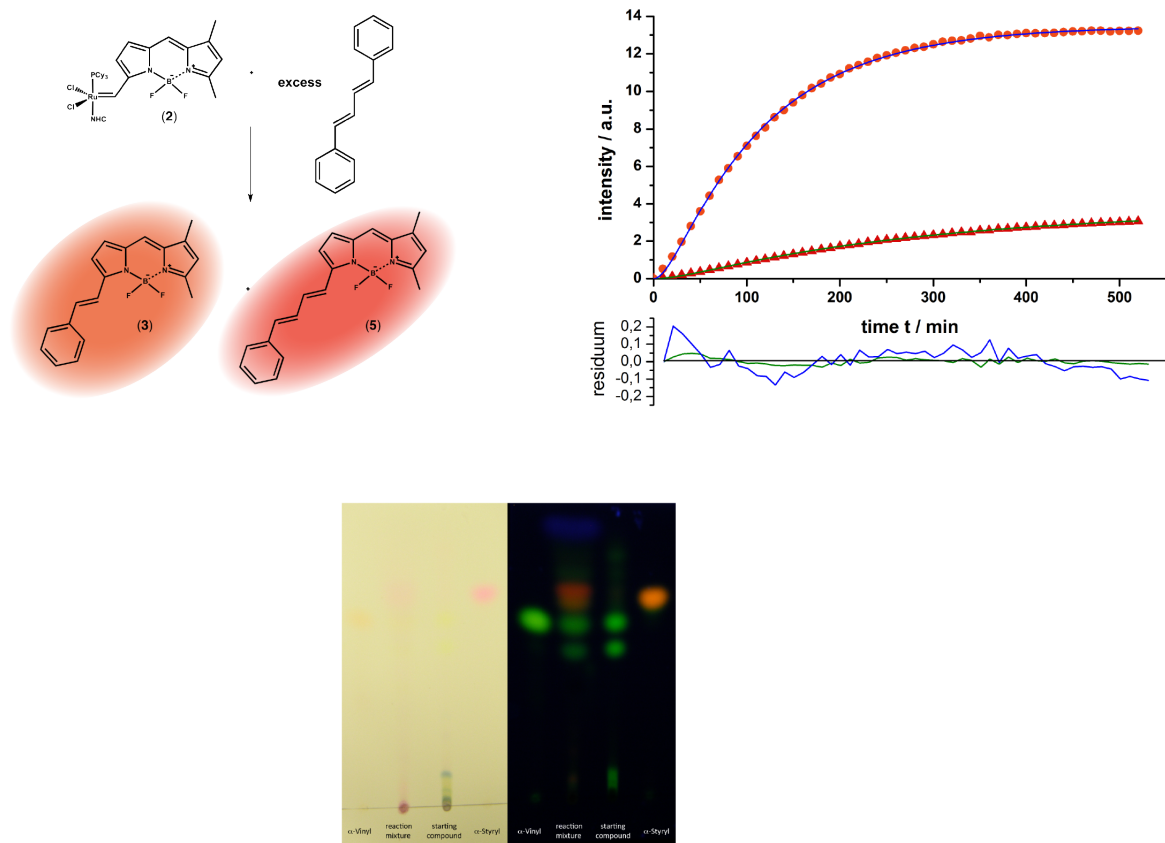 PCy3
Cl
Ru
Cl
NHC
N
B-
N+
F
F
(2)
+
excess
N
B-
N+
F
F
(3)
+
N
B-
N+
F
F
(5)
14
12
10
8
6
4
2
0
intensity / a.u.
0
100
200
300
400
500
time t / min
0,2
0,1
0,0
-0,1
-0,2
residuum
α-Vinyl
reaction
mixture
starting
compound
α-Styryl
α-Vinyl
reaction
mixture
starting
compound
α-Styryl